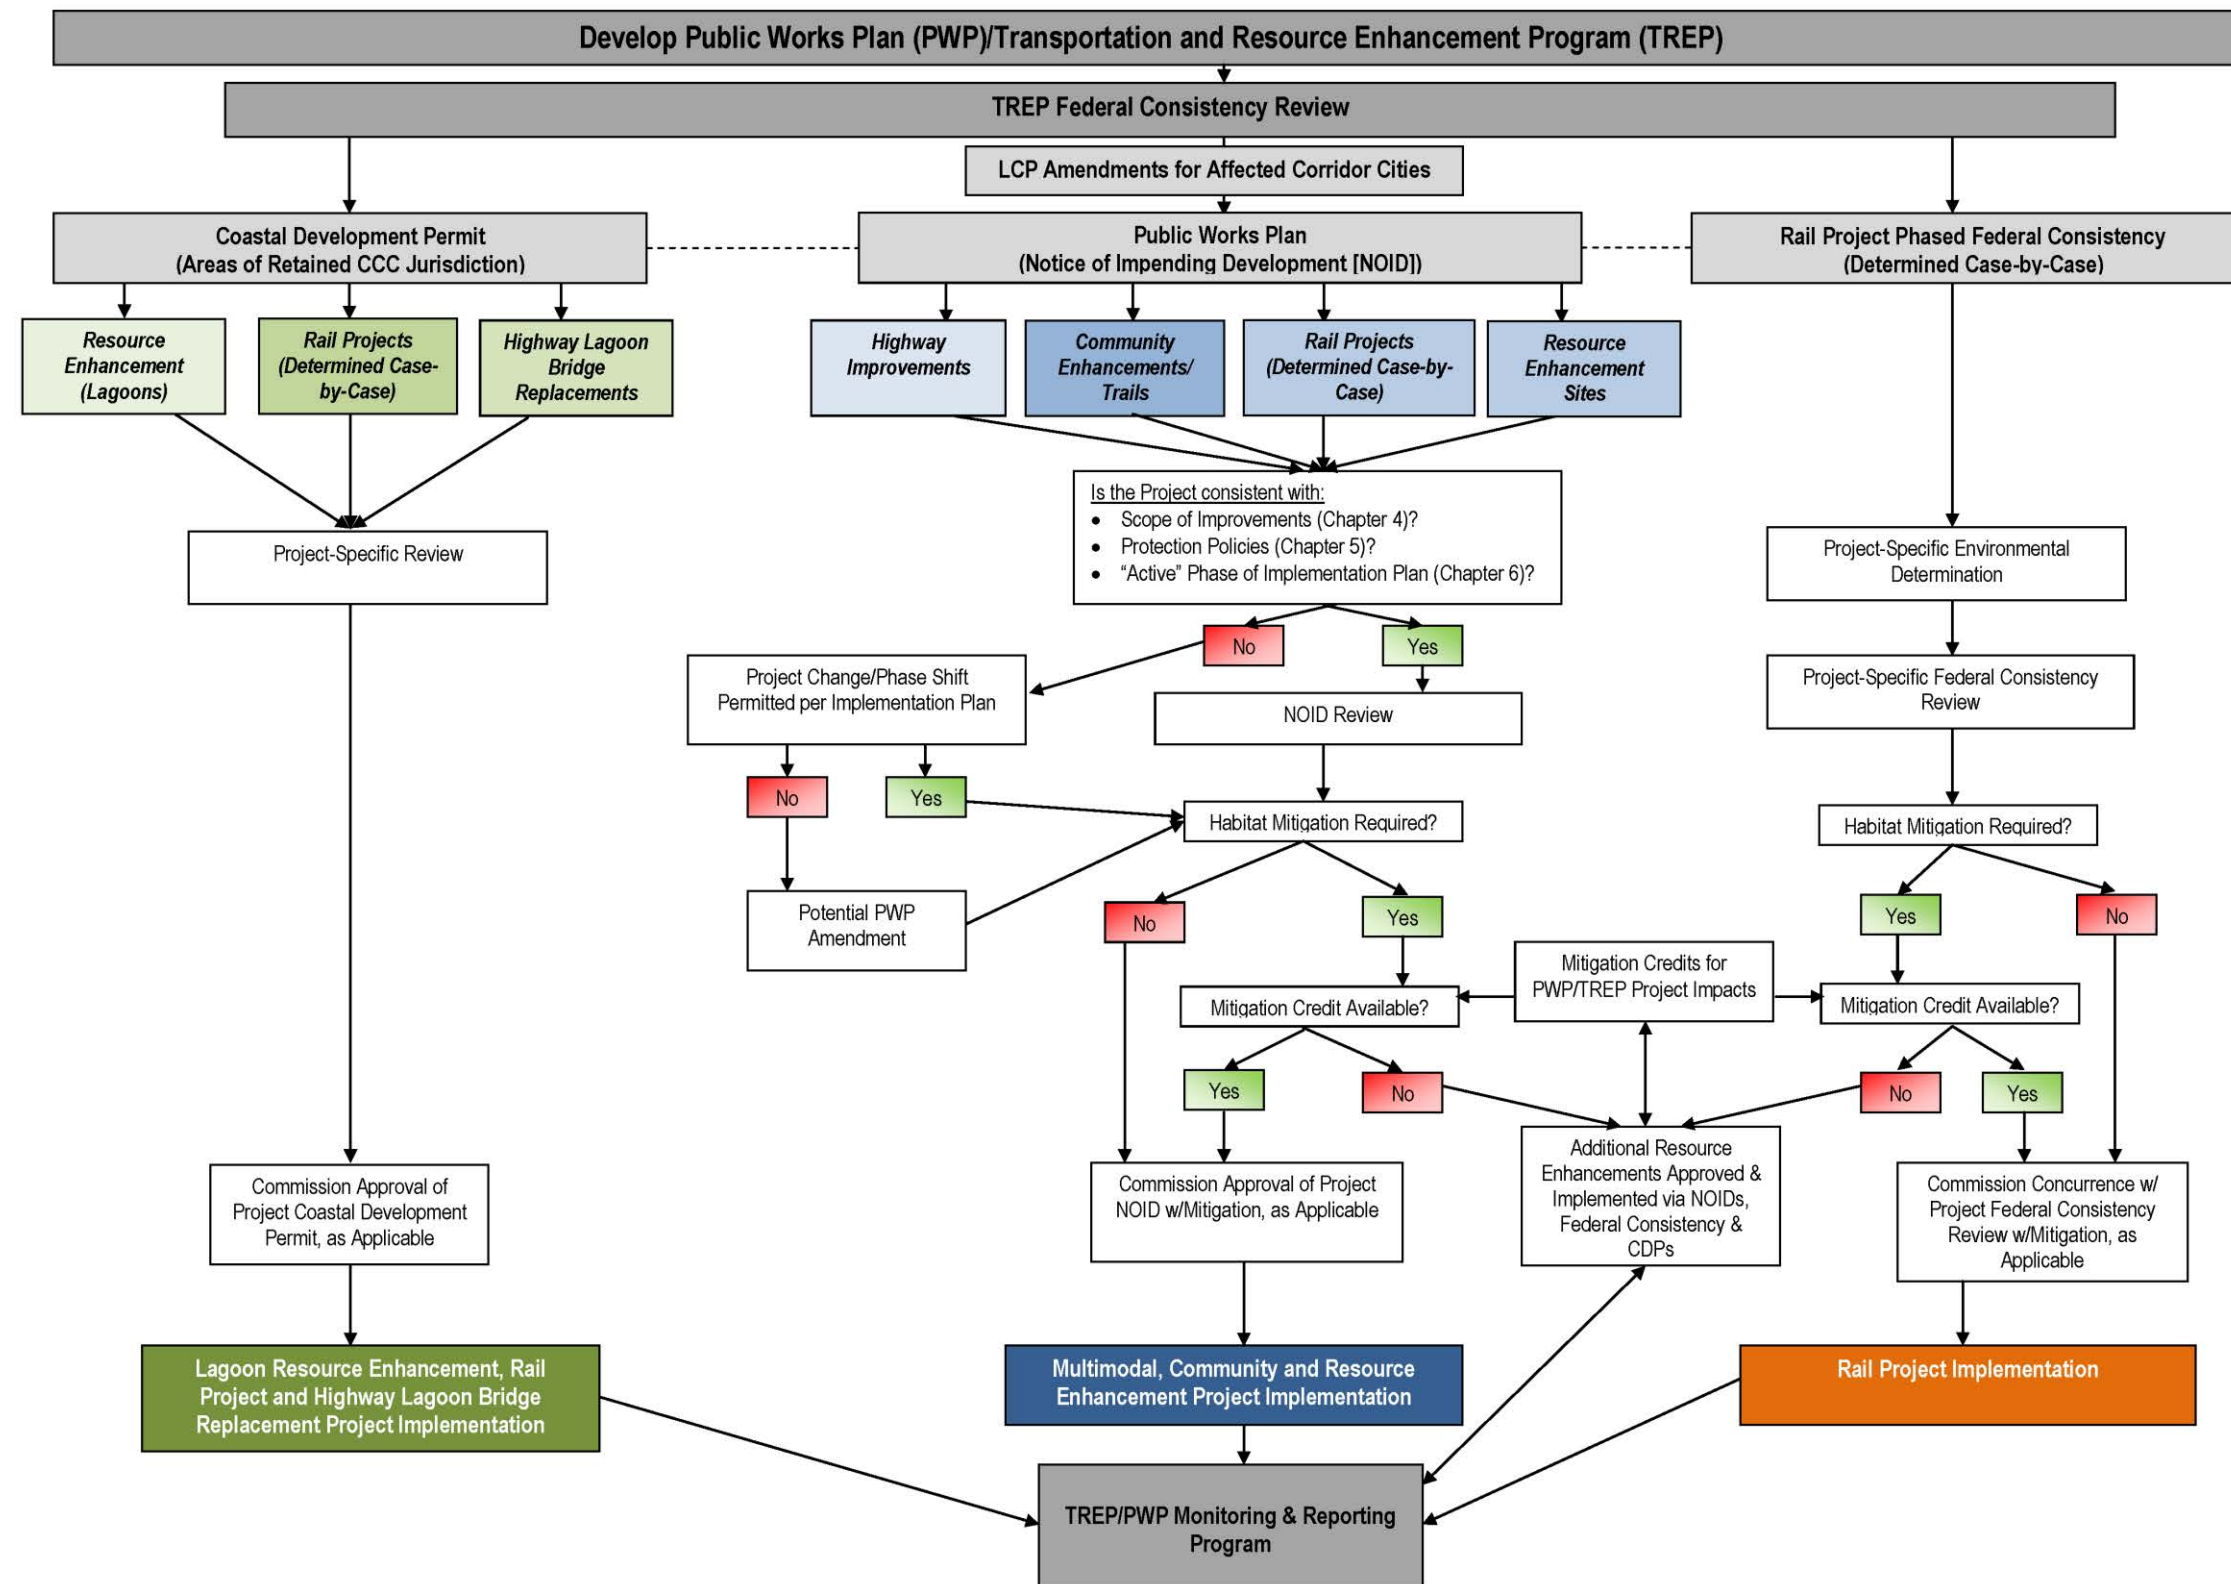 Develop Public Works Plan (PWP)/Transportation and Resource Enhancement Program (TREP)
TREP Federal Consistency Review
LCP Amendments for Affected Corridor Cities
Coastal Development Permit
(Areas of Retained CCC Jurisdiction)
Public Works Plan
(Notice of Impending Development [NOID])
Rail Project Phased Federal Consistency
(Determined Case-by-Case)
Resource
Enhancement
(Lagoons)
Rail Projects
(Determined Case-
by-Case)
Highway Lagoon
Bridge
Replacements
Highway
Improvements
Community
Enhancements/
Trails
Rail Projects
(Determined Case-by-
Case)
Resource
Enhancement
Sites
Is the Project consistent with:
• Scope of Improvements (Chapter 4)?
• Protection Policies (Chapter 5)?
• “Active” Phase of Implementation Plan (Chapter 6)?
Project-Specific Review
Project-Specific Environmental
Determination
No
Yes
Project Change/Phase Shift
Permitted per Implementation Plan
NOID Review
Project-Specific Federal Consistency
Review
No
Yes
Habitat Mitigation Required?
Habitat Mitigation Required?
Potential PWP
Amendment
No
Yes
Yes
No
Mitigation Credits for
PWP/TREP Project Impacts
Mitigation Credit Available?
Mitigation Credit Available?
Yes
No
No
Yes
Commission Approval of
Project Coastal Development
Permit, as Applicable
Commission Approval of Project
NOID w/Mitigation, as Applicable
Additional Resource
Enhancements Approved &
Implemented via NOIDs,
Federal Consistency &
CDPs
Commission Concurrence w/
Project Federal Consistency
Review w/Mitigation, as
Applicable
Lagoon Resource Enhancement, Rail
Project and Highway Lagoon Bridge
Replacement Project Implementation
Multimodal, Community and Resource
Enhancement Project Implementation
Rail Project Implementation
TREP/PWP Monitoring & Reporting
Program